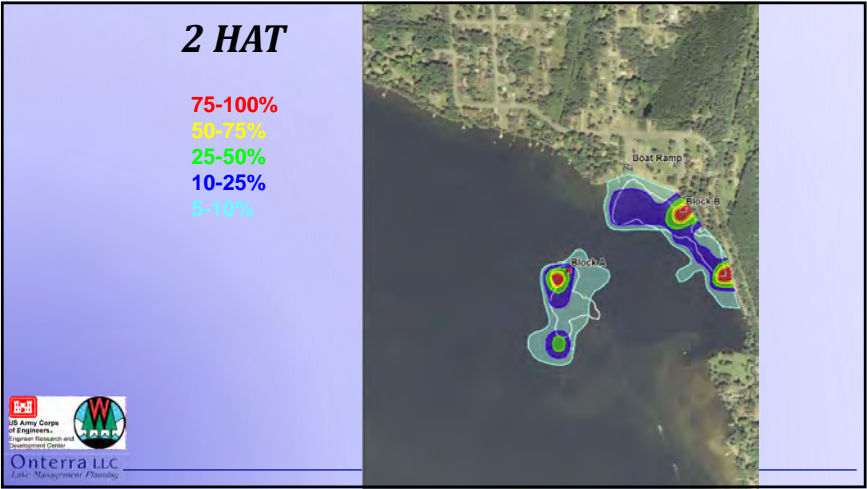 2 HAT
75-100%
50-75%
25-50%
10-25%
5-10%
Boat Ramp
Block B
Block A
US Army Corps
of Engineers®
Engineer Research and
Development Center
W
Onterra LLC
Lake Management Planning